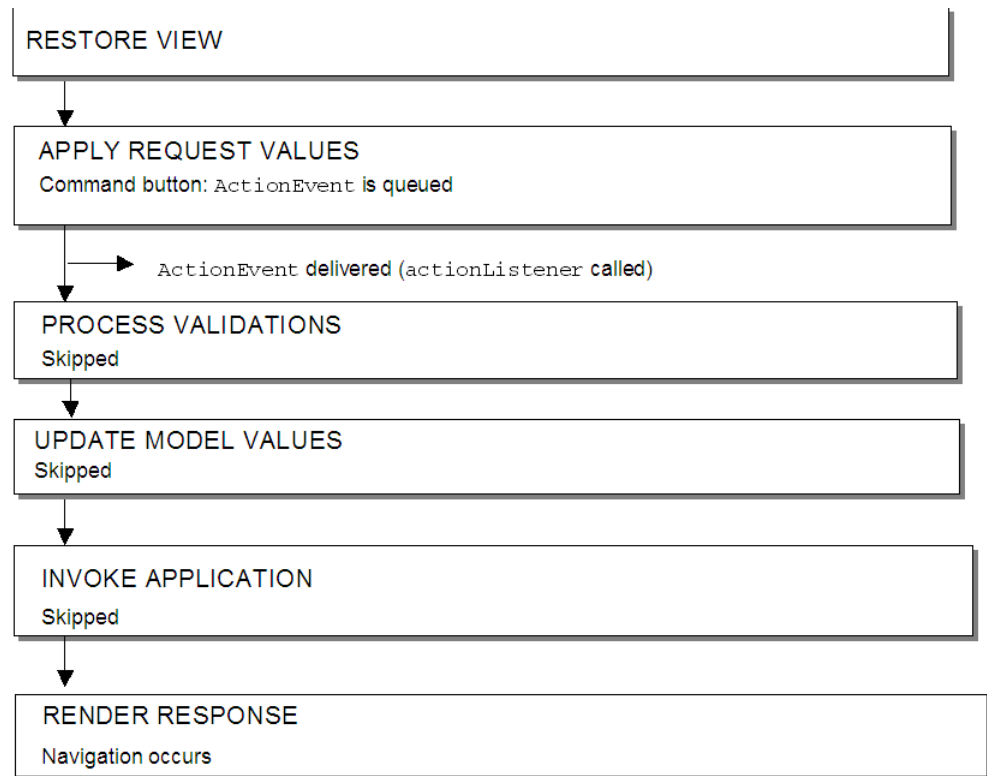 RESTORE VIEW
APPLY REQUEST VALUES
Command button: ActionEvent is queued
ActionEvent delivered (actionListener called)
PROCESS VALIDATIONS
Skipped
UPDATE MODEL VALUES
Skipped
INVOKE APPLICATION
Skipped
RENDER RESPONSE
Navigation occurs